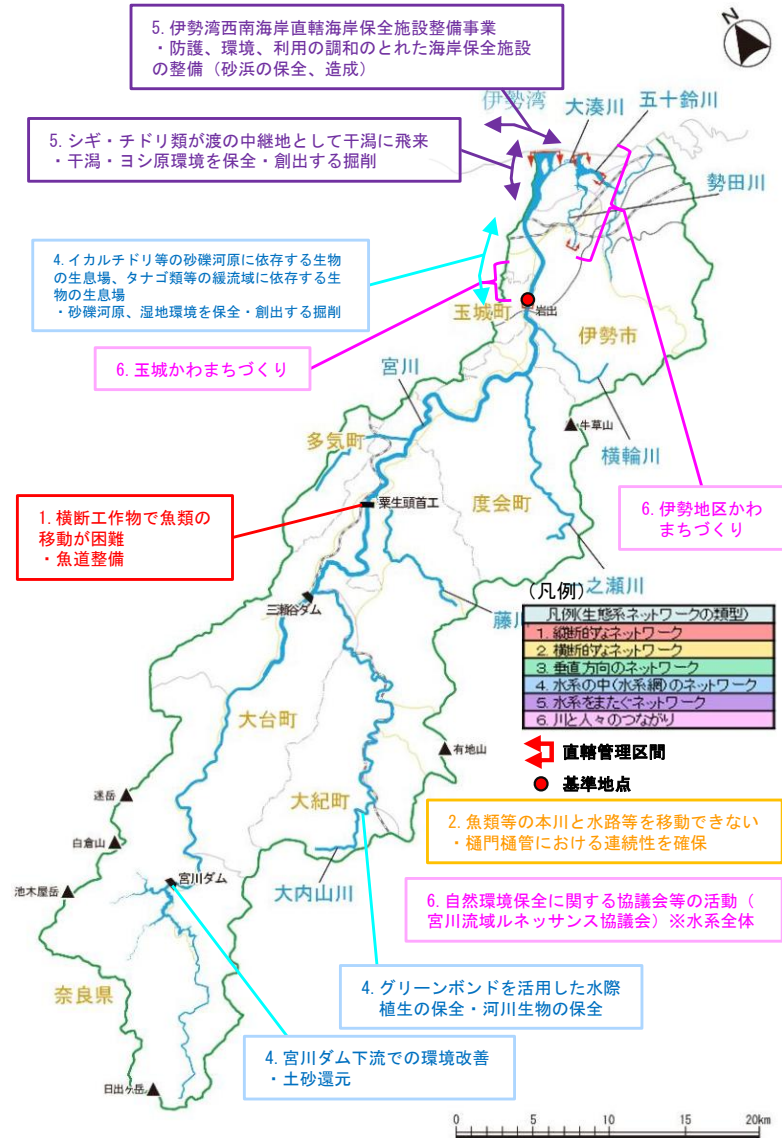 5. 伊勢湾西南海岸直轄海岸保全施設整備事業
・防護、環境、利用の調和のとれた海岸保全施設
の整備（砂浜の保全、造成）
N
伊勢湾
大湊川
五十鈴川
5. シギ・チドリ類が渡の中継地として干潟に飛来
・干潟・ヨシ原環境を保全・創出する掘削
勢田川
4. イカルチドリ等の砂礫河原に依存する生物
の生息場、タナゴ類等の緩流域に依存する生
物の生息場
・砂礫河原、湿地環境を保全・創出する掘削
玉城町
岩出
伊勢市
6. 玉城かわまちづくり
宮川
多気町
牛草山
横輪川
粟生頭首工
度会町
6. 伊勢地区かわ
まちづくり
1. 横断工作物で魚類の
移動が困難
・魚道整備
之瀬川
三瀬谷ダム
藤川
(凡例)
凡例(生態系ネットワークの類型)
1. 縦断的なネットワーク
2. 横断的なネットワーク
3. 垂直方向のネットワーク
4. 水系の中(水系網)のネットワーク
5. 水系をまたぐネットワーク
6. 川と人々のつながり
大台町
有地山
直轄管理区間
基準地点
迷岳
大紀町
白倉山
2. 魚類等の本川と水路等を移動できない
・樋門樋管における連続性を確保
池木屋岳
宮川ダム
大内山川
6. 自然環境保全に関する協議会等の活動（
宮川流域ルネッサンス協議会）※水系全体
奈良県
4. グリーンボンドを活用した水際
植生の保全・河川生物の保全
4. 宮川ダム下流での環境改善
・土砂還元
日出ヶ岳
0 5 10 15 20km